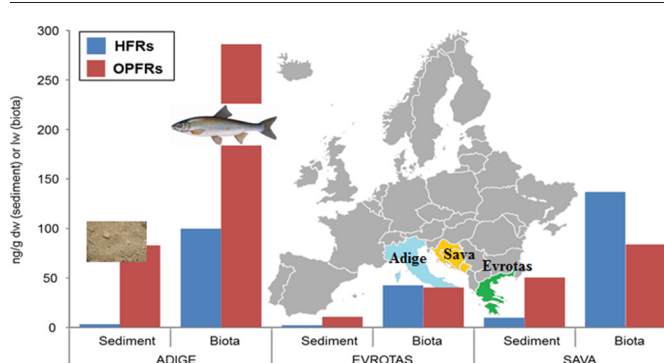 300
250
200
150
100
50
0
ng/g dw (sediment) or lw (biota)
HFRs
OPFRs
Adige
Sava
Evrotas
Sediment Biota Sediment Biota Sediment Biota
ADIGE EVROTAS SAVA